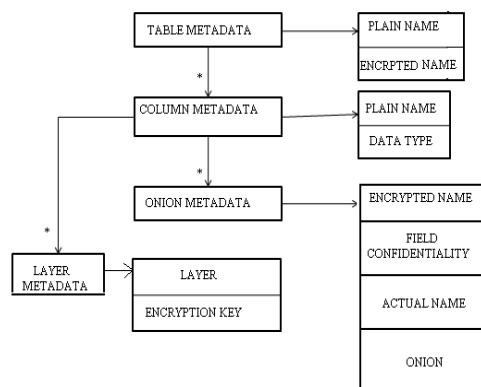 TABLE METADATA
PLAIN NAME
ENCRPTED NAME
*
COLUMN METADATA
PLAIN NAME
DATA TYPE
*
ONION METADATA
ENCRYPTED NAME
FIELD
CONFIDENTIALITY
ACTUAL NAME
ONION
*
LAYER
METADATA
LAYER
ENCRYPTION KEY